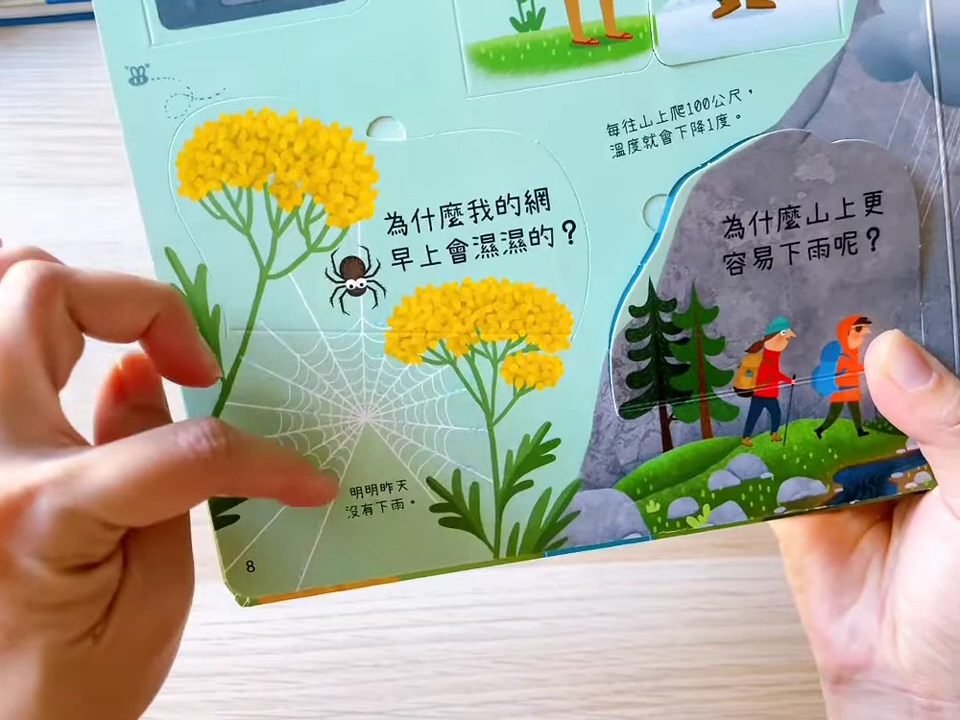 每往山上爬100公尺，
溫度就會下降1度。
為什麼我的網
早上會濕濕的？
為什麼山上更
容易下雨呢？
明明昨天
沒有下雨。
8